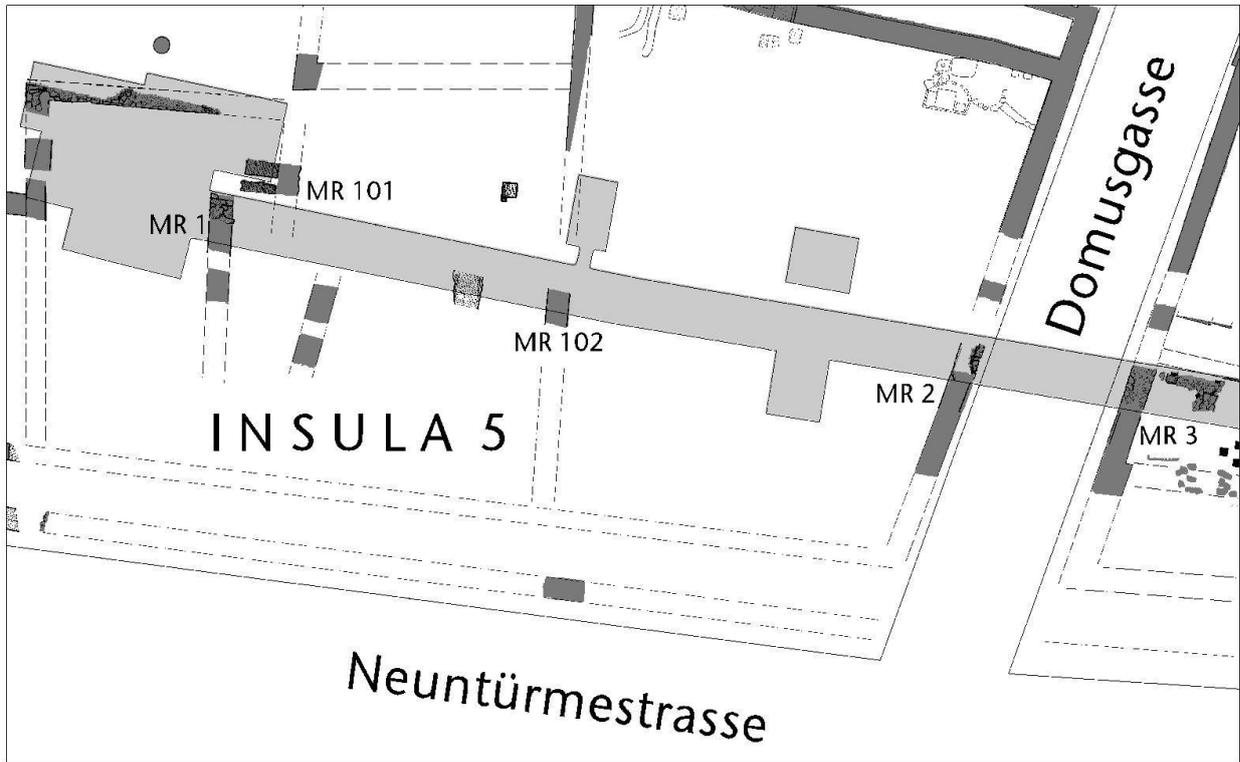 Domusgasse
MR 101
MR 1
MR 102
MR 2
MR 3
INSULA 5
Neuntürmestrasse